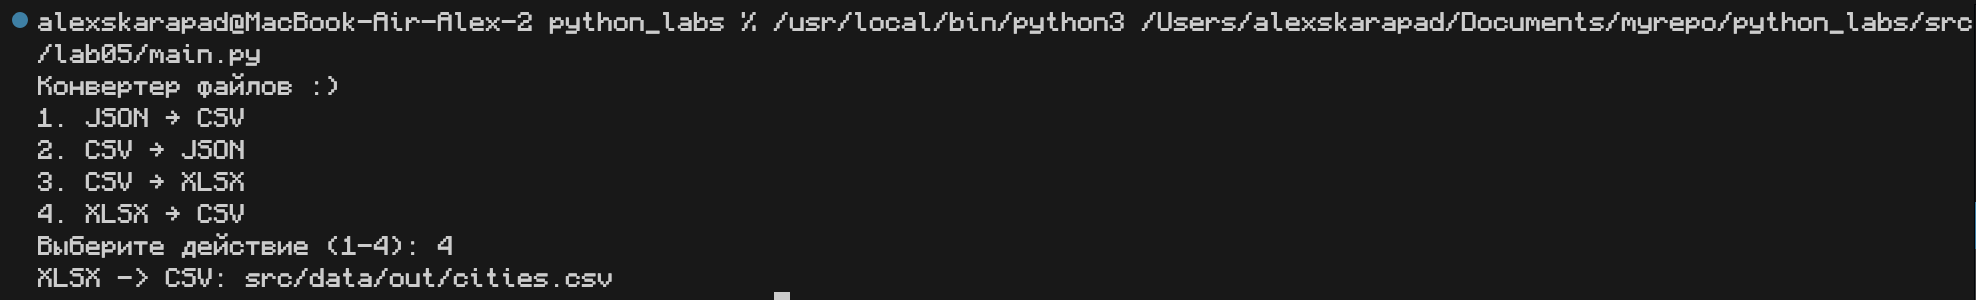 alexskarapad@MacBook-Air-Alex-2 python_labs % /usr/local/bin/python3 /Users/alexskarapad/Documents/myrepo/python_labs/src
/lab05/main.py
Конвертер файлов :)
1. JSON → CSV
2. CSV → JSON
3. CSV → XLSX
4. XLSX → CSV
Выберите действие (1-4): 4
XLSX -> CSV: src/data/out/cities.csv